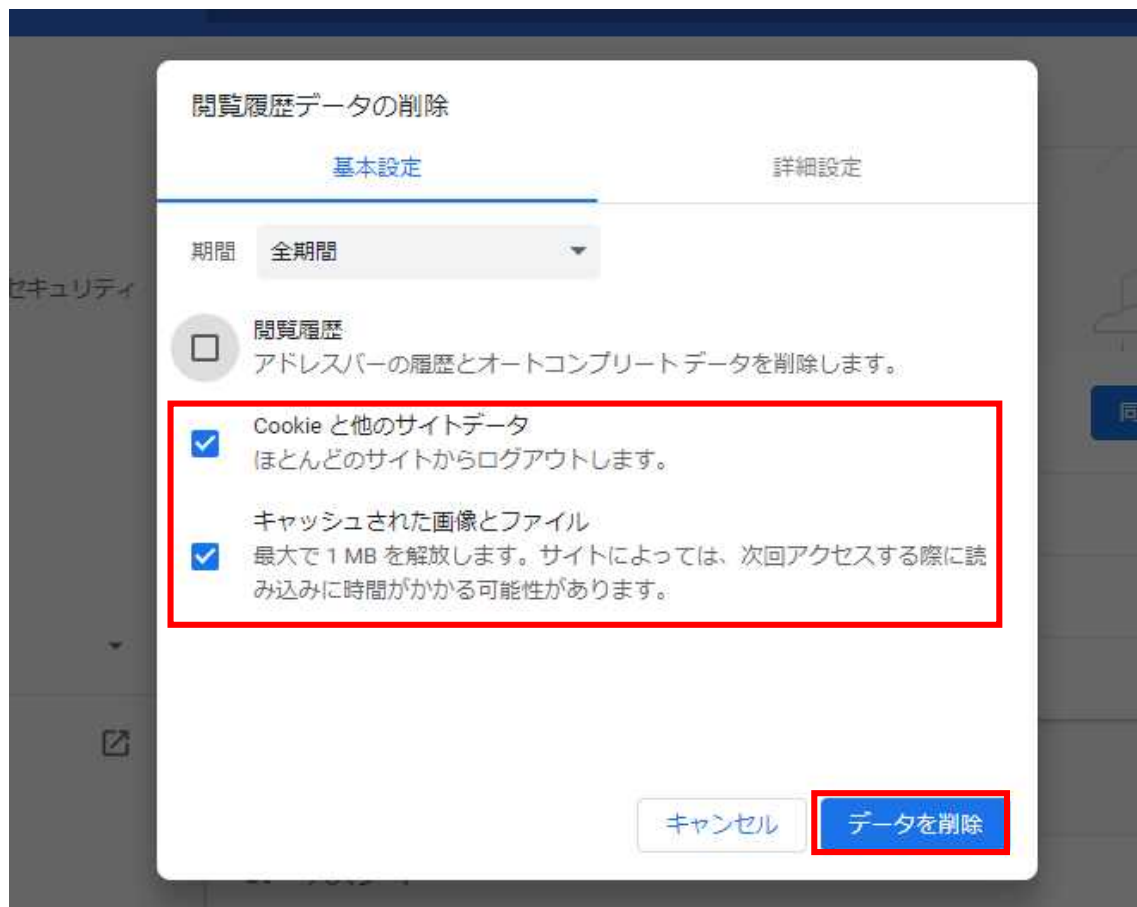 閲覧履歴データの削除
基本設定 詳細設定
期間 全期間
セキュリティ
閲覧履歴
アドレスバーの履歴とオートコンプリート データを削除します。
Cookie と他のサイトデータ
ほとんどのサイトからログアウトします。
キャッシュされた画像とファイル
最大で 1 MB を解放します。サイトによっては、次回アクセスする際に読
み込みに時間がかかる可能性があります。
キャンセル データを削除